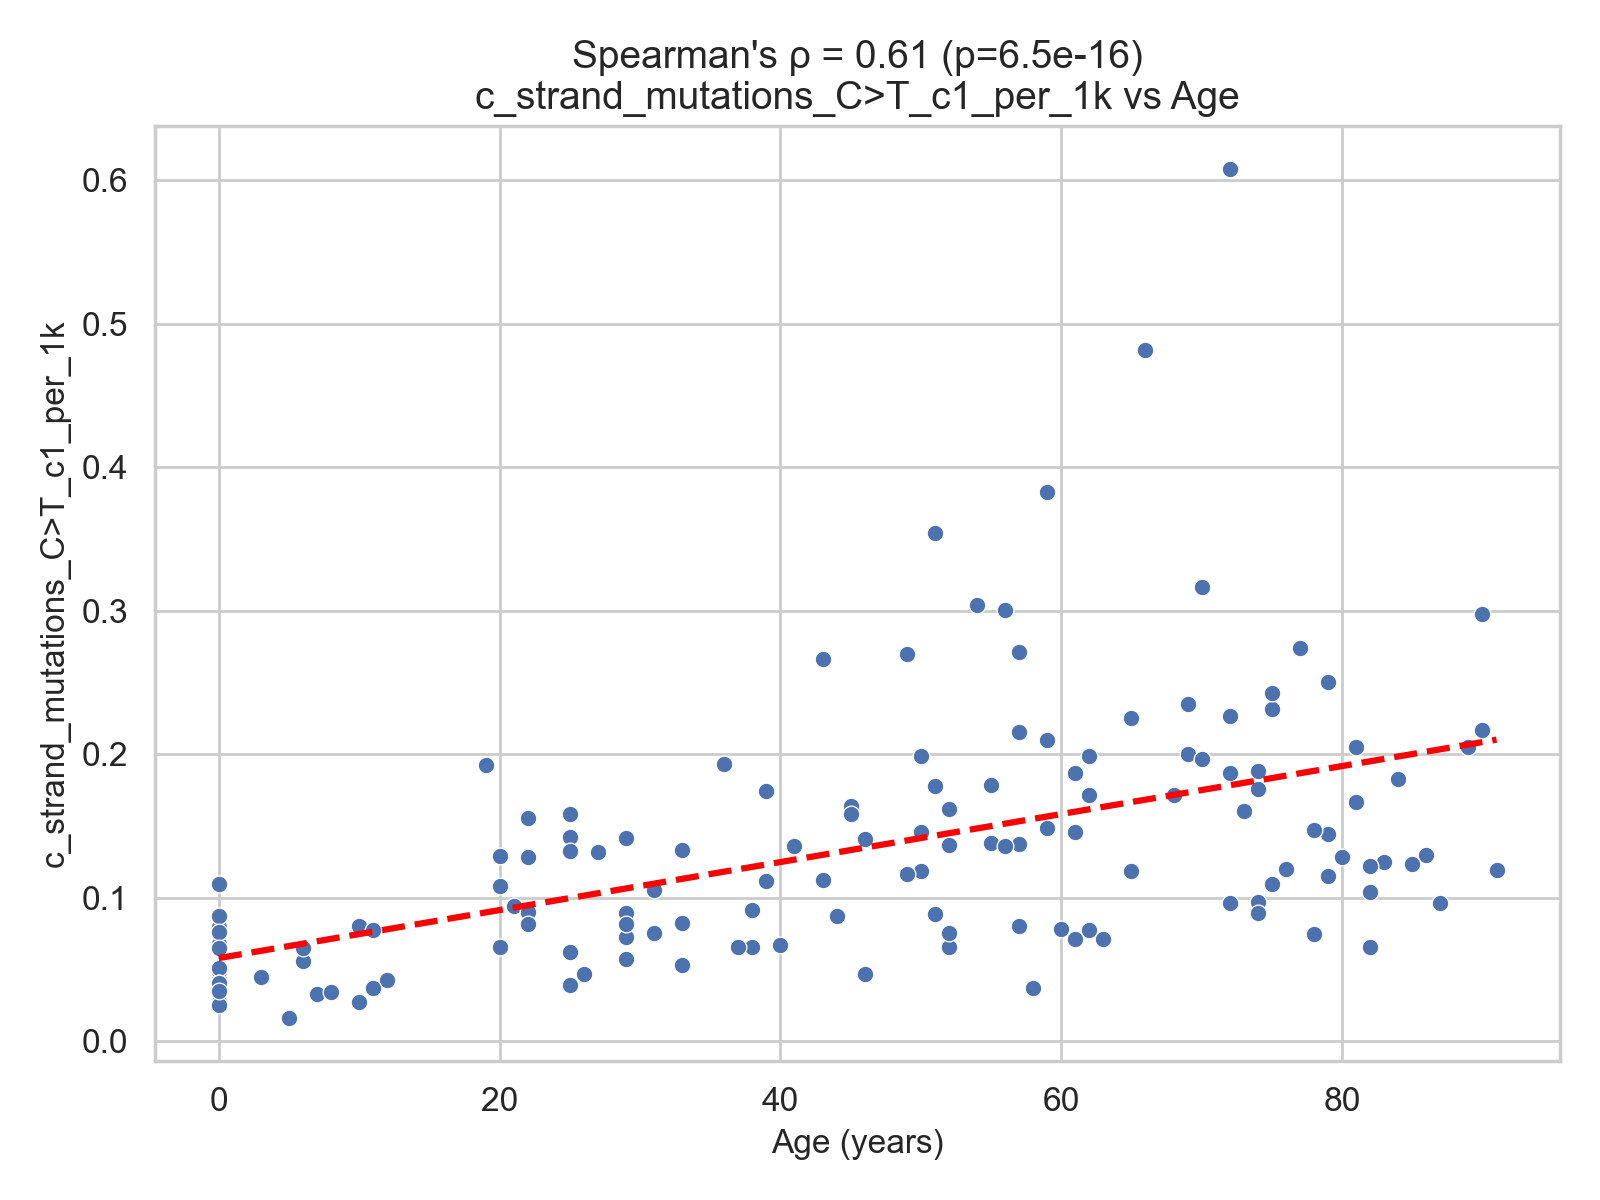 Spearman's ρ = 0.61 (p=6.5e-16)
c_strand_mutations_C>T_c1_per_1k vs Age
c_strand_mutations_C>T_c1_per_1k
0.6
0.5
0.4
0.3
0.2
0.1
0.0
0 20 40 60 80
Age (years)